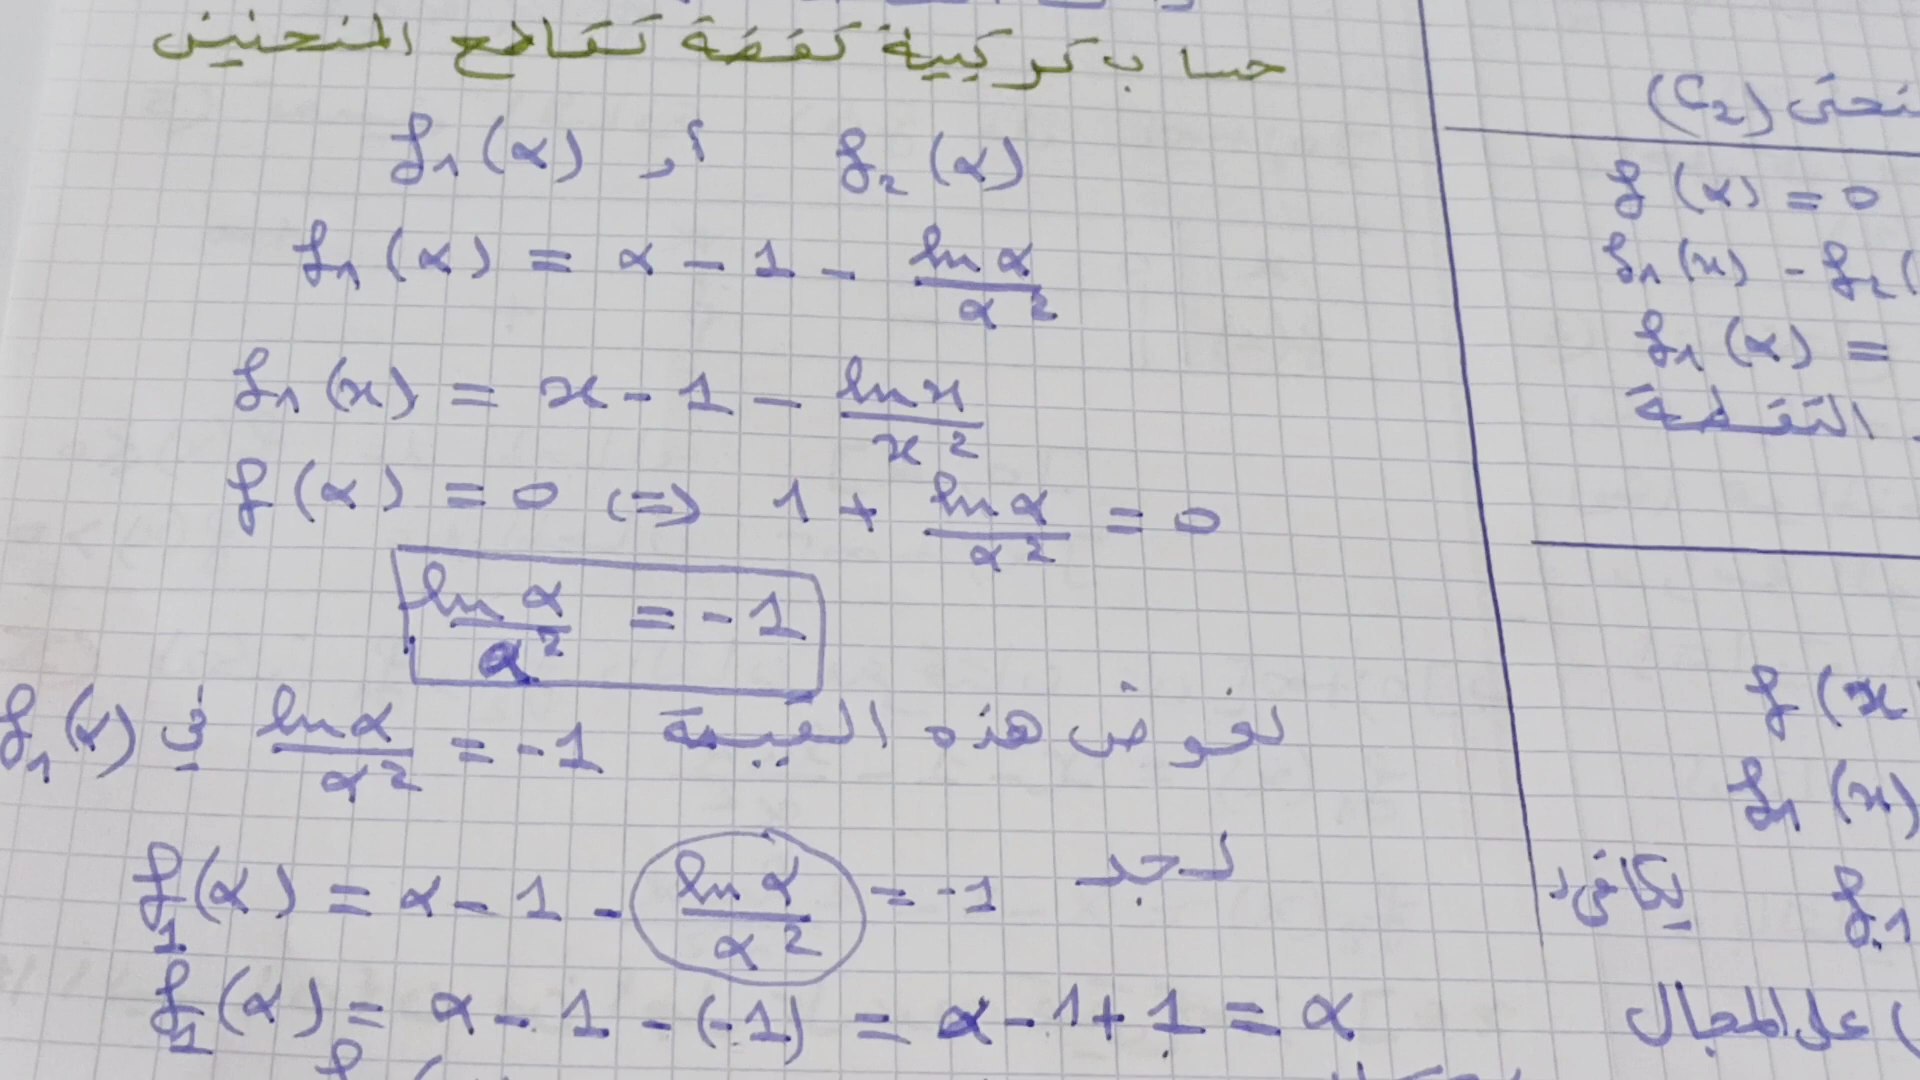 حساب تركيبة نقطة تقاطع المنحنيين
f₁(α) أو f₂(α)
f₁(α) = α - 1 - ln α / α²
f₁(x) = x - 1 - ln x / x²
f(α) = 0 ⟺ 1 + ln α / α² = 0
ln α / α² = -1
نعوض هذه القيمة ln α / α² = -1 في f₁(α)
نجد f₁(α) = α - 1 - ln α / α² = -1
f₁(α) = α - 1 - (-1) = α - 1 + 1 = α
(C₂)
f(α) = 0
f₁(x) - f₂(
f₁(α) =
النقطة
f(x
f₁(x)
يكافئ f₁
) على المجال